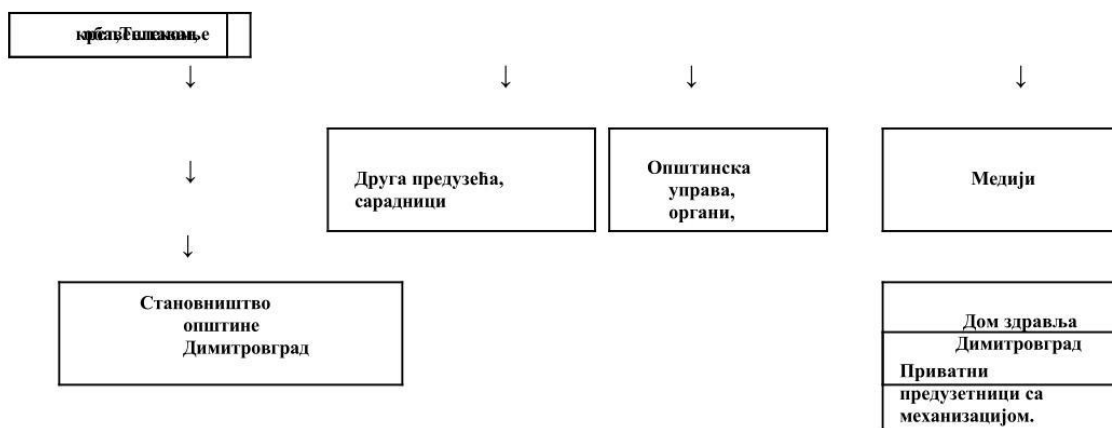 Друга предузећа,
сарадници
Општинска
управа,
органи,
Медији
Становништво
општине
Димитровград
Дом здравља
Димитровград
Приватни
предузетници са
механизацијом.